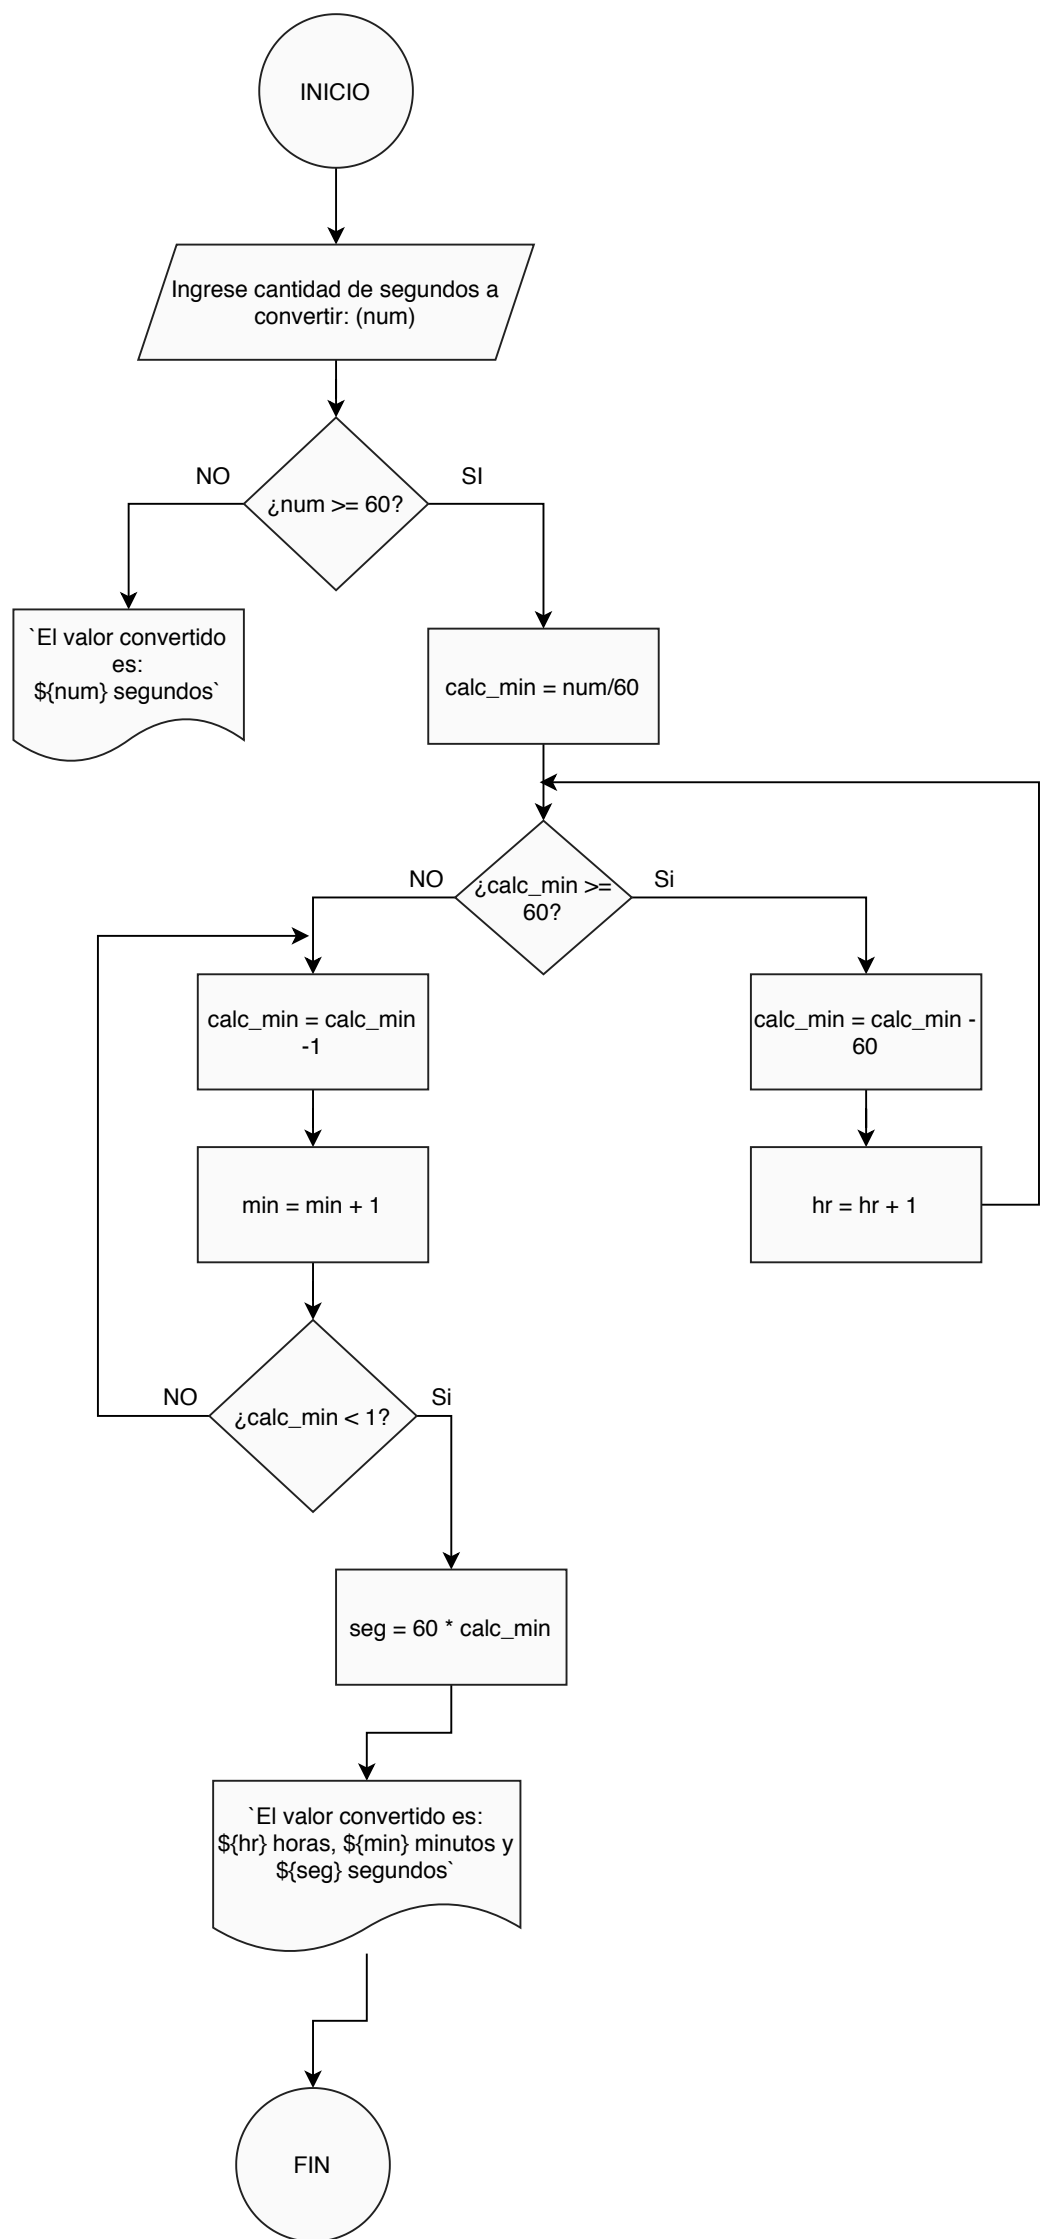 INICIO
Ingrese cantidad de segundos a
convertir: (num)
NO
SI
¿num >= 60?
`El valor convertido
es:
${num} segundos`
calc_min = num/60
NO
¿calc_min >=
60?
Si
calc_min = calc_min
-1
calc_min = calc_min -
60
min = min + 1
hr = hr + 1
NO
Si
¿calc_min < 1?
seg = 60 * calc_min
`El valor convertido es:
${hr} horas, ${min} minutos y
${seg} segundos`
FIN